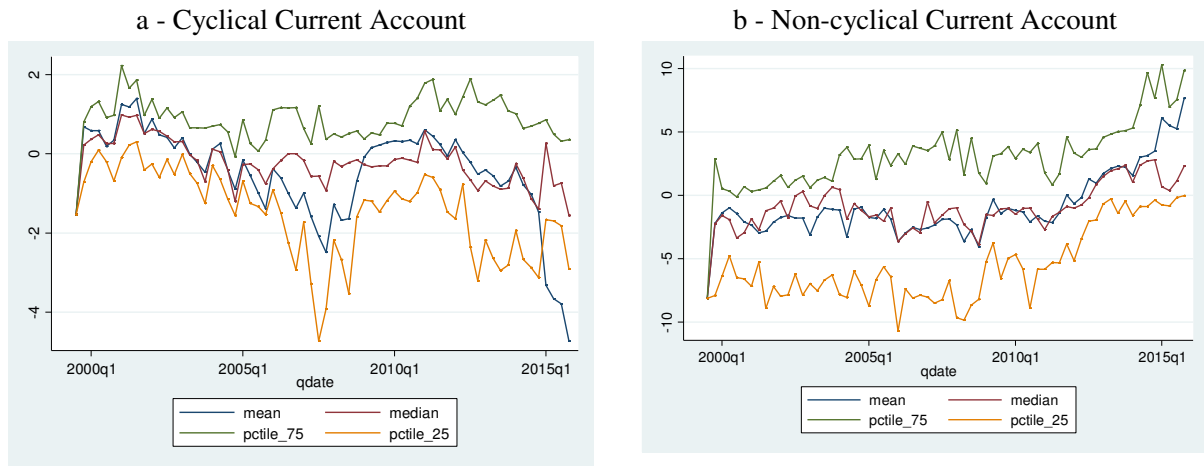 a - Cyclical Current Account
2
0
-2
-4
2000q1 2005q1 2010q1 2015q1
qdate
mean median
pctile_75 pctile_25
b - Non-cyclical Current Account
10
5
0
-5
-10
2000q1 2005q1 2010q1 2015q1
qdate
mean median
pctile_75 pctile_25